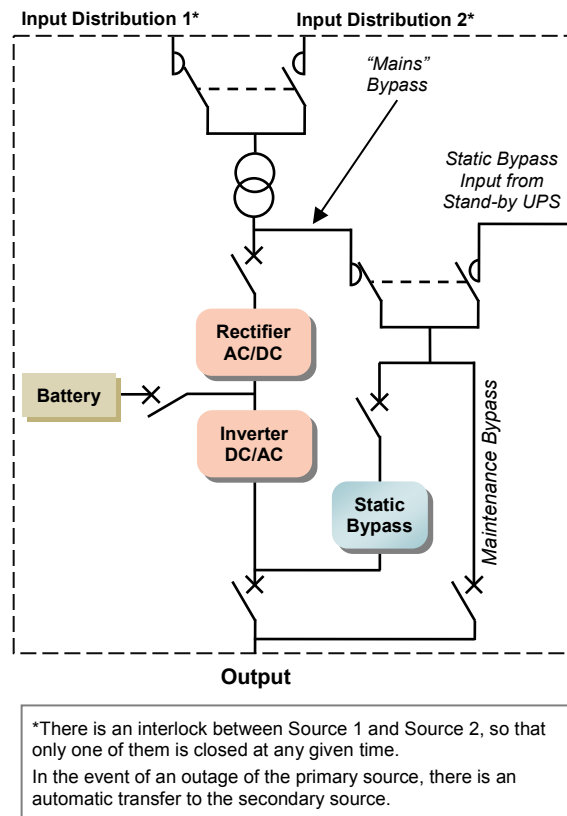 Input Distribution 1*
Input Distribution 2*
“Mains”
Bypass
Static Bypass
Input from
Stand-by UPS
Rectifier
AC/DC
Battery
Inverter
DC/AC
Static
Bypass
Maintenance Bypass
Output
*There is an interlock between Source 1 and Source 2, so that
only one of them is closed at any given time.
In the event of an outage of the primary source, there is an
automatic transfer to the secondary source.